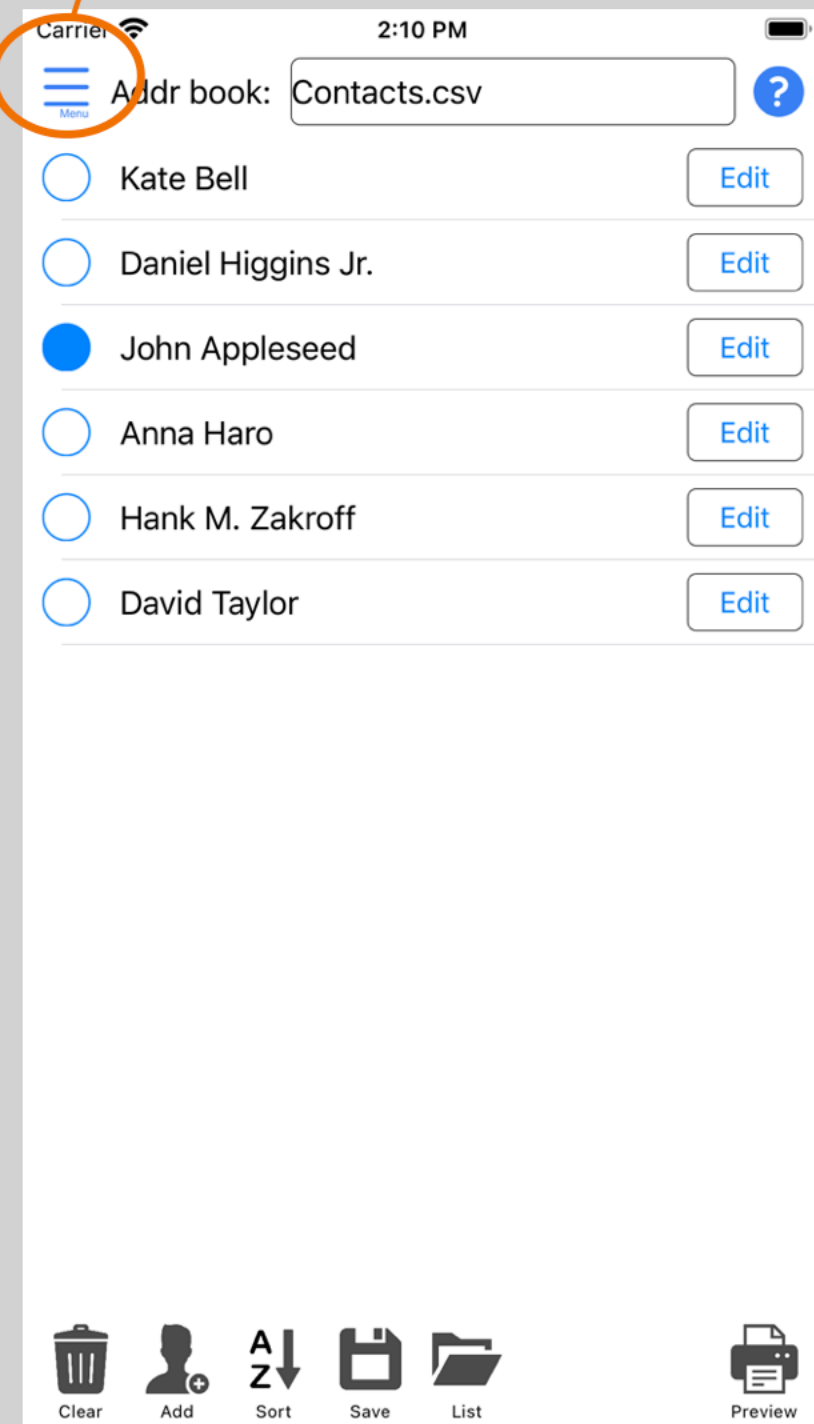 Carrier 2:10 PM
Menu Addr book: Contacts.csv ?
Kate Bell Edit
Daniel Higgins Jr. Edit
John Appleseed Edit
Anna Haro Edit
Hank M. Zakroff Edit
David Taylor Edit
A
Z
Clear Add Sort Save List Preview